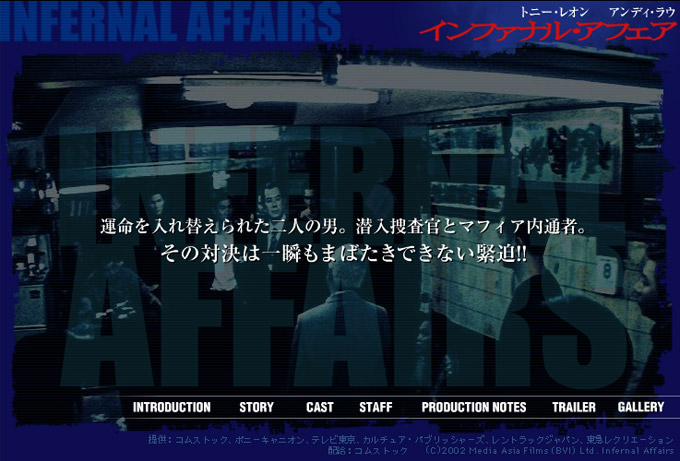 INFERNAL AFFAIRS
トニー・レオン アンディ・ラウ
インファナル・アフェア
INFERNAL
AFFAIRS
運命を入れ替えられた二人の男。潜入捜査官とマフィア内通者。
その対決は一瞬もまばたきできない緊迫!!
8
INTRODUCTION STORY CAST STAFF PRODUCTION NOTES TRAILER GALLERY
提供：コムストック、ポニーキャニオン、テレビ東京、カルチュア・パブリッシャーズ、レントラックジャパン、東急レクリエーション
配給：コムストック (C)2002 Media Asia Films (BVI) Ltd. Infernal Affairs